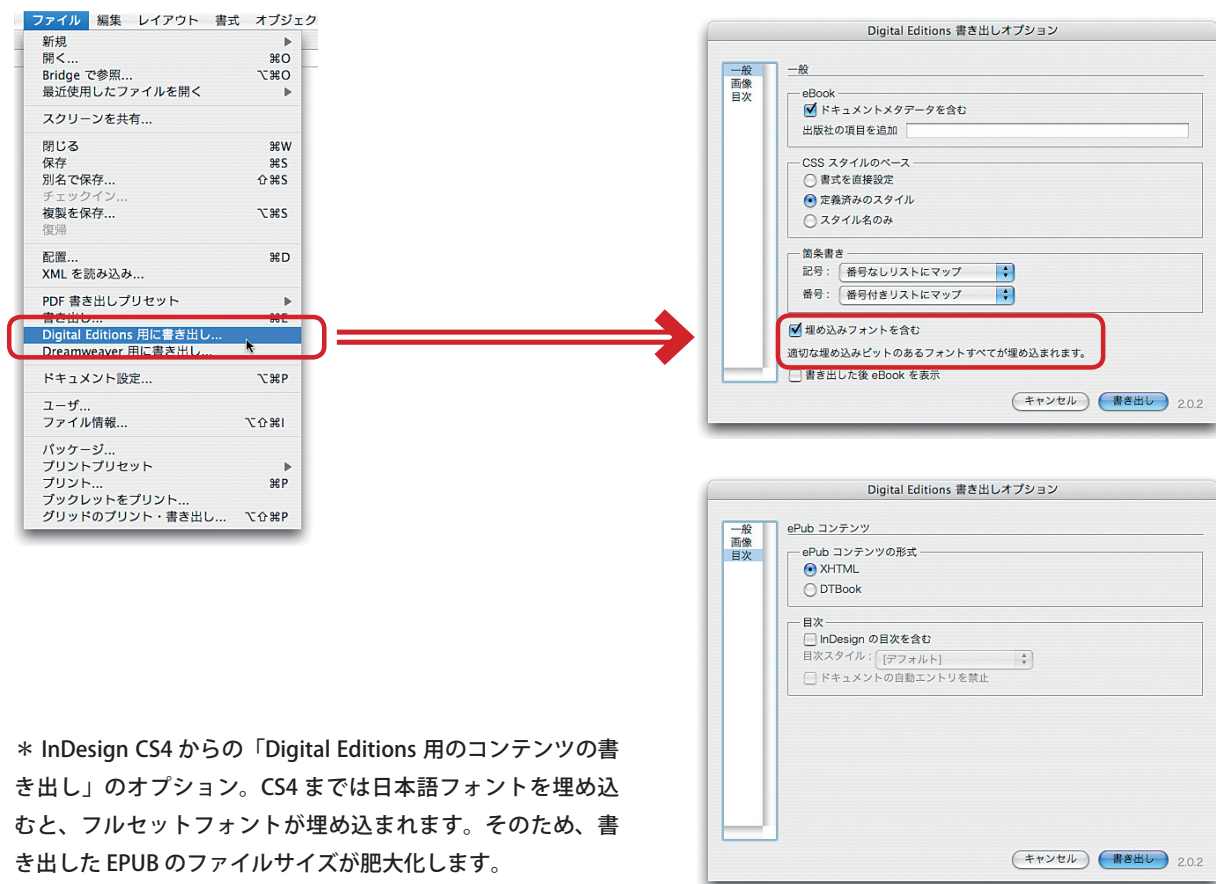 ファイル 編集 レイアウト 書式 オブジェク
新規
開く... ⌘O
Bridge で参照... ⌥⌘O
最近使用したファイルを開く
スクリーンを共有...
閉じる ⌘W
保存 ⌘S
別名で保存... ⇧⌘S
チェックイン...
複製を保存... ⌥⌘S
復帰
配置... ⌘D
XML を読み込み...
PDF 書き出しプリセット
書き出し... ⌘E
Digital Editions 用に書き出し...
Dreamweaver 用に書き出し...
ドキュメント設定... ⌥⌘P
ユーザ...
ファイル情報... ⌥⇧⌘I
パッケージ...
プリントプリセット
プリント... ⌘P
ブックレットをプリント...
グリッドのプリント・書き出し... ⌥⇧⌘P
Digital Editions 書き出しオプション
一般
画像
目次
一般
eBook
ドキュメントメタデータを含む
出版社の項目を追加
CSS スタイルのベース
書式を直接設定
定義済みのスタイル
スタイル名のみ
箇条書き
記号： 番号なしリストにマップ
番号： 番号付きリストにマップ
埋め込みフォントを含む
適切な埋め込みビットのあるフォントすべてが埋め込まれます。
書き出した後 eBook を表示
キャンセル 書き出し 2.0.2
Digital Editions 書き出しオプション
一般
画像
目次
ePub コンテンツ
ePub コンテンツの形式
XHTML
DTBook
目次
InDesign の目次を含む
目次スタイル： [デフォルト]
ドキュメントの自動エントリを禁止
キャンセル 書き出し 2.0.2
＊ InDesign CS4 からの「Digital Editions 用のコンテンツの書
き出し」のオプション。CS4 までは日本語フォントを埋め込
むと、フルセットフォントが埋め込まれます。そのため、書
き出した EPUB のファイルサイズが肥大化します。